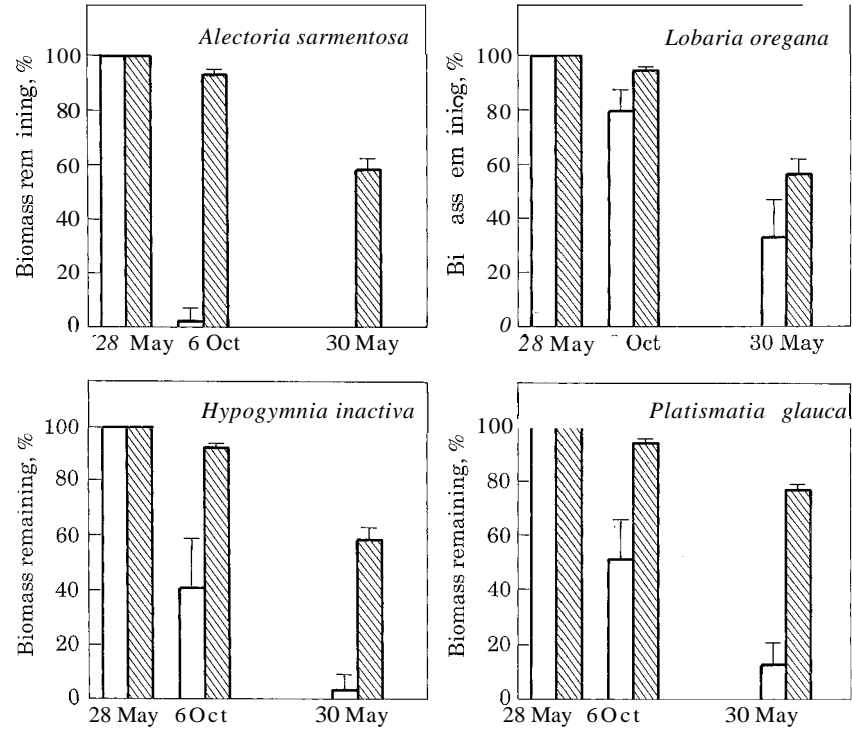 Alectoria sarmentosa
Biomass rem ining, %
100
80
60
40
20
0
28 May 6 Oct 30 May
Lobaria oregana
Bi ass em iniog, %
100
80
60
40
20
0
28 May Oct 30 May
Hypogymnia inactiva
Biomass remaining, %
100
80
60
40
20
0
28 May 6 Oct 30 May
Platismatia glauca
Biomass remaining, %
100
80
60
40
20
0
28 May 6 Oct 30 May